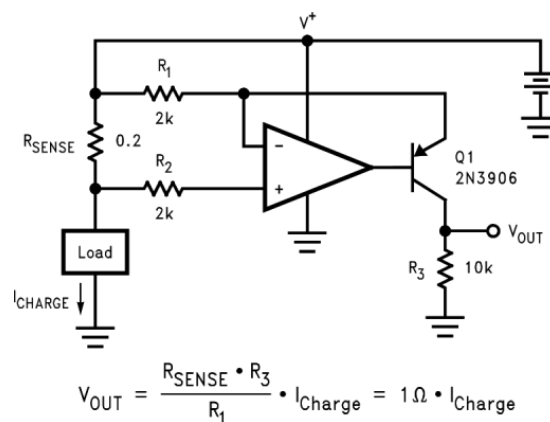 V+
R1
2k
RSENSE
0.2
R2
2k
−
+
Q1
2N3906
VOUT
R3
10k
Load
ICHARGE
VOUT = RSENSE • R3 / R1 • ICharge = 1Ω • ICharge